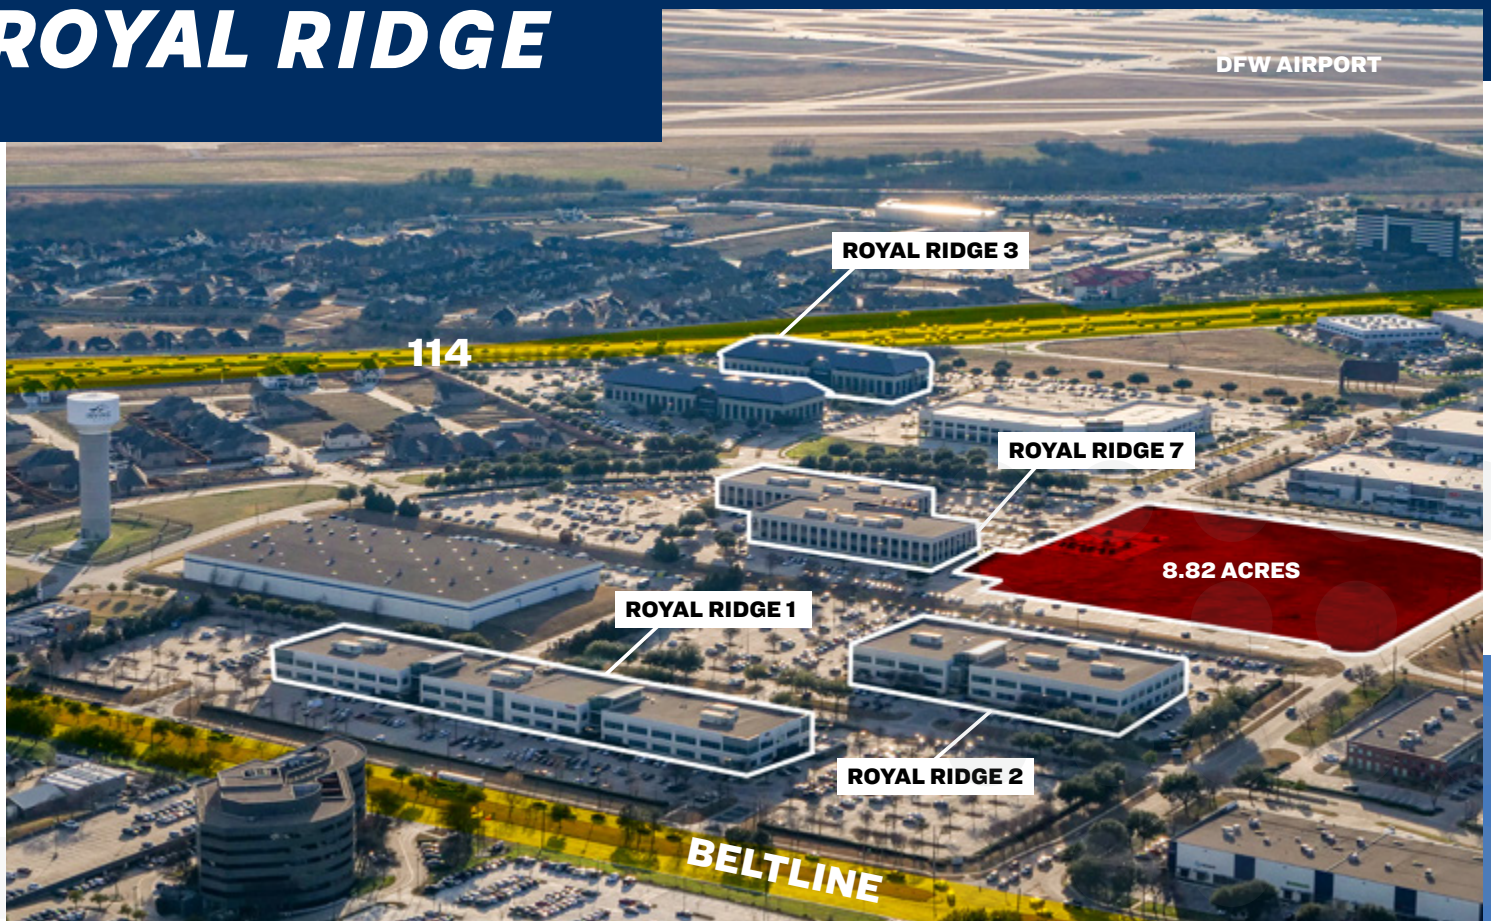 ROYAL RIDGE
DFW AIRPORT
ROYAL RIDGE 3
114
ROYAL RIDGE 7
8.82 ACRES
ROYAL RIDGE 1
ROYAL RIDGE 2
BELTLINE